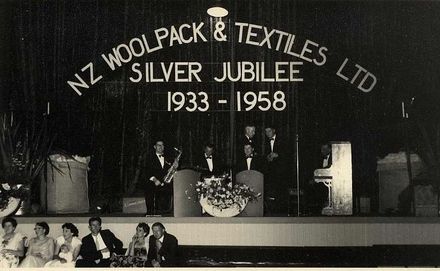 NZ WOOLPACK & TEXTILES LTD
SILVER JUBILEE
1933 - 1958